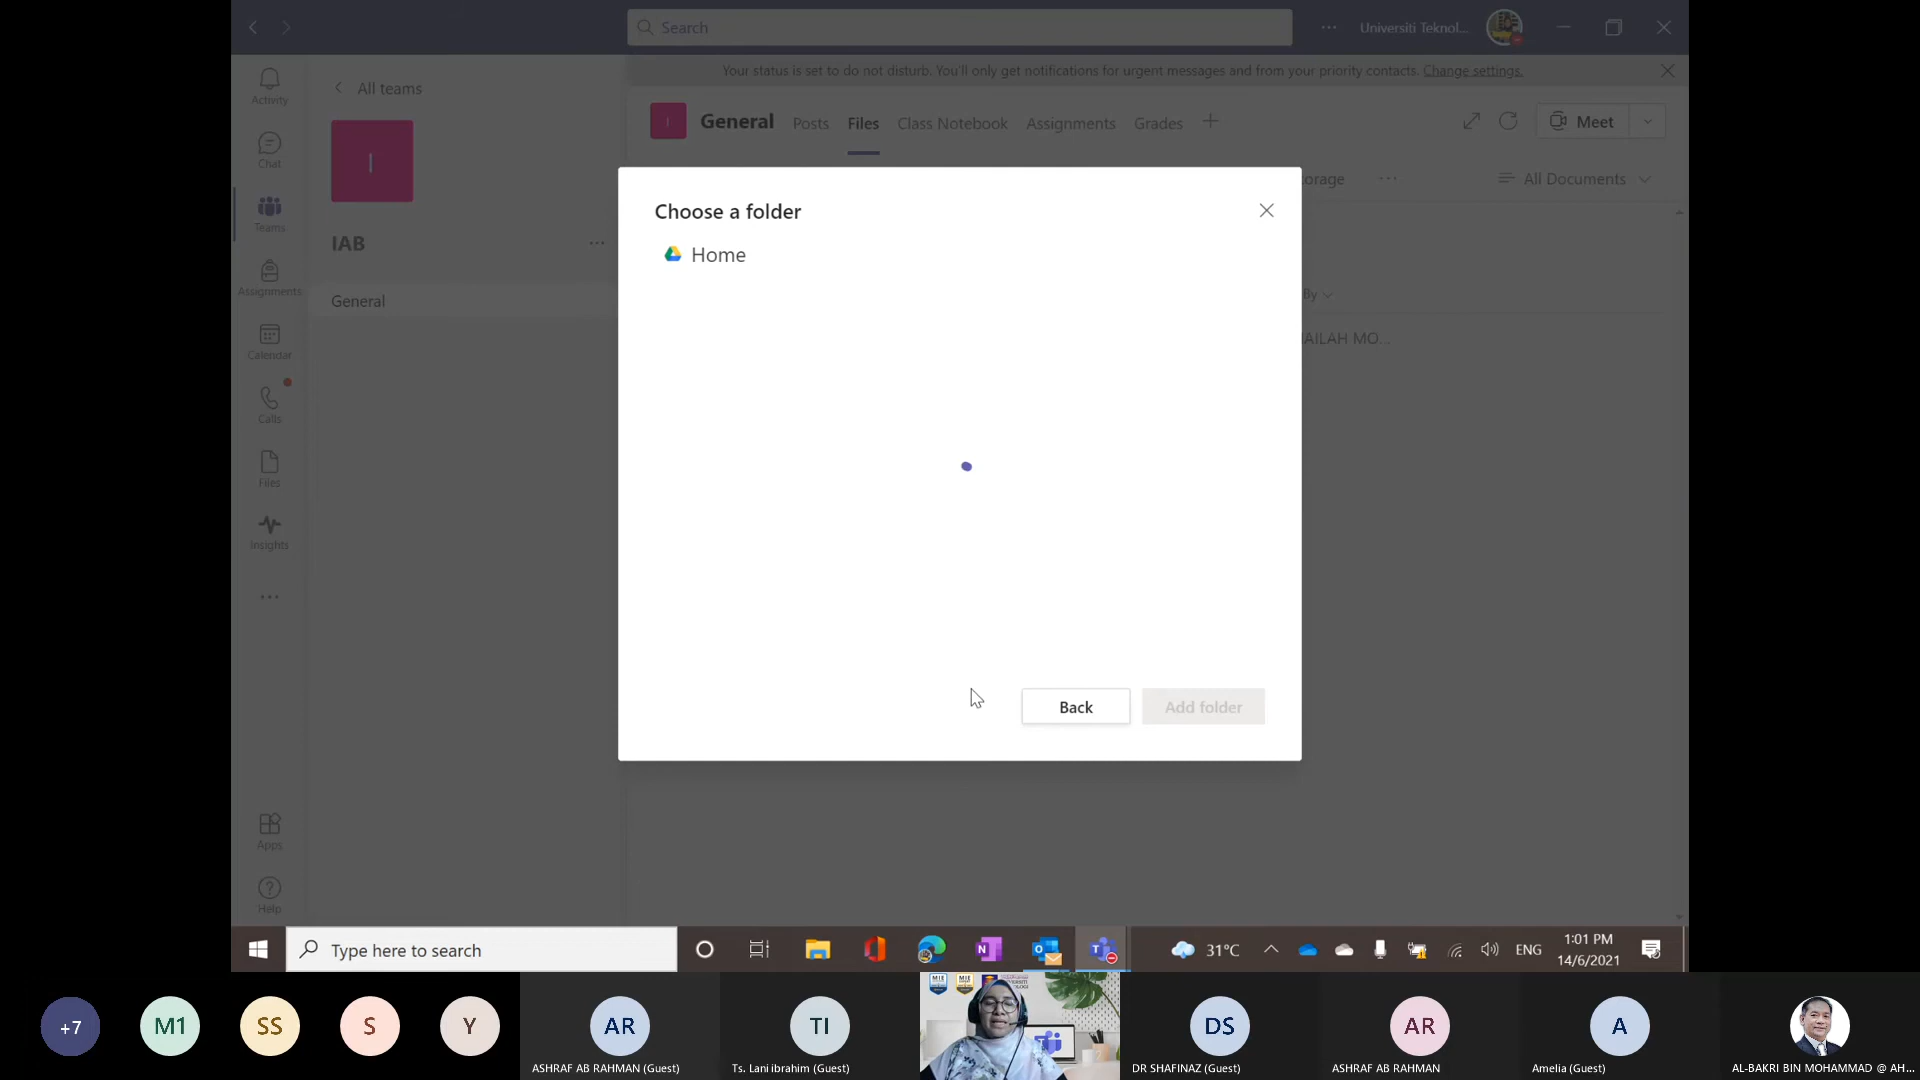 Search
Universiti Teknol...
Your status is set to do not disturb. You'll only get notifications for urgent messages and from your priority contacts. Change settings.
Activity
Chat
Teams
Assignments
Calendar
Calls
Files
Insights
Apps
Help
All teams
I
IAB
General
I
General
Posts
Files
Class Notebook
Assignments
Grades
Meet
orage
All Documents
By
AILAH MO...
Choose a folder
Home
Back
Add folder
Type here to search
31°C
ENG
1:01 PM
14/6/2021
+7
M1
SS
S
Y
AR
ASHRAF AB RAHMAN (Guest)
TI
Ts. Lani ibrahim (Guest)
DS
DR SHAFINAZ (Guest)
AR
ASHRAF AB RAHMAN
A
Amelia (Guest)
AL-BAKRI BIN MOHAMMAD @ AH...